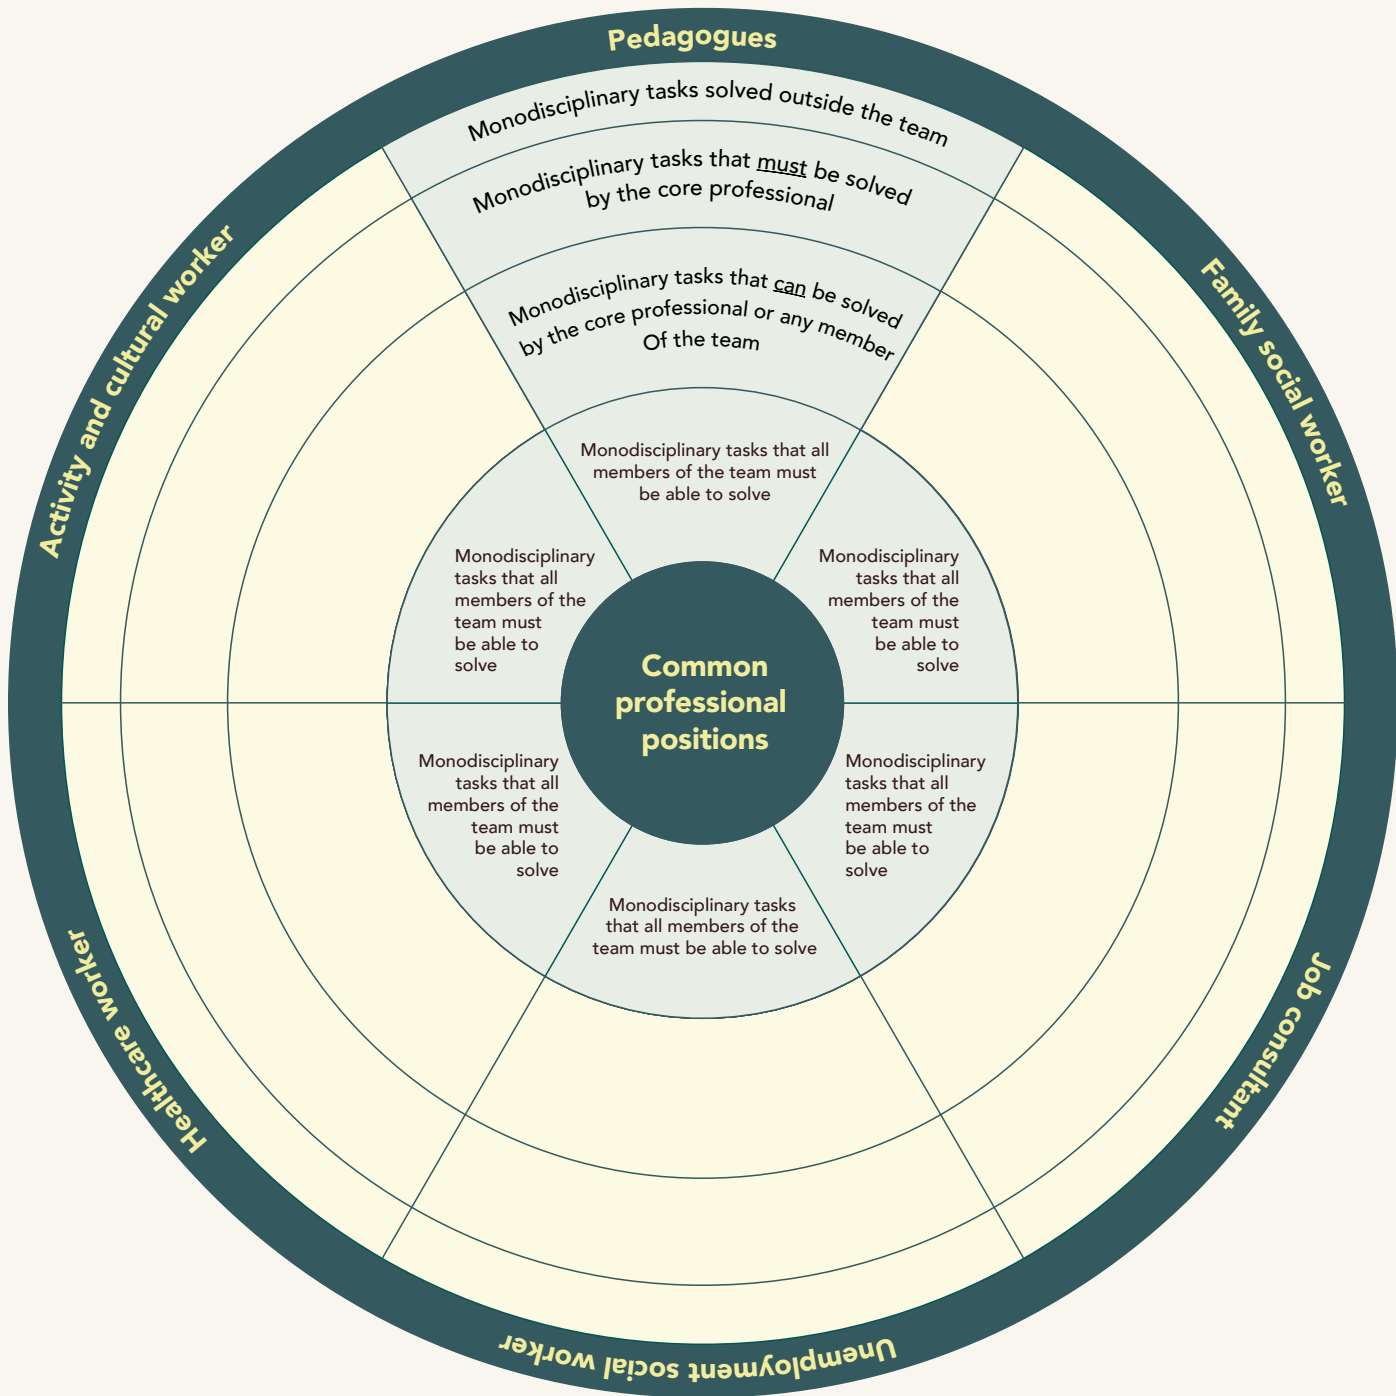 Pedagogues
Monodisciplinary tasks solved outside the team
Monodisciplinary tasks that must be solved
by the core professional
Monodisciplinary tasks that can be solved
by the core professional or any member
Of the team
Monodisciplinary tasks that all
members of the team must
be able to solve
Activity and cultural worker
Family social worker
Monodisciplinary
tasks that all
members of the
team must
be able to
solve
Monodisciplinary
tasks that all
members of the
team must
be able to
solve
Common
professional
positions
Monodisciplinary
tasks that all
members of the
team must
be able to
solve
Monodisciplinary
tasks that all
members of the
team must
be able to
solve
Monodisciplinary tasks
that all members of the
team must be able to solve
Healthcare worker
Job consultant
Unemployment social worker